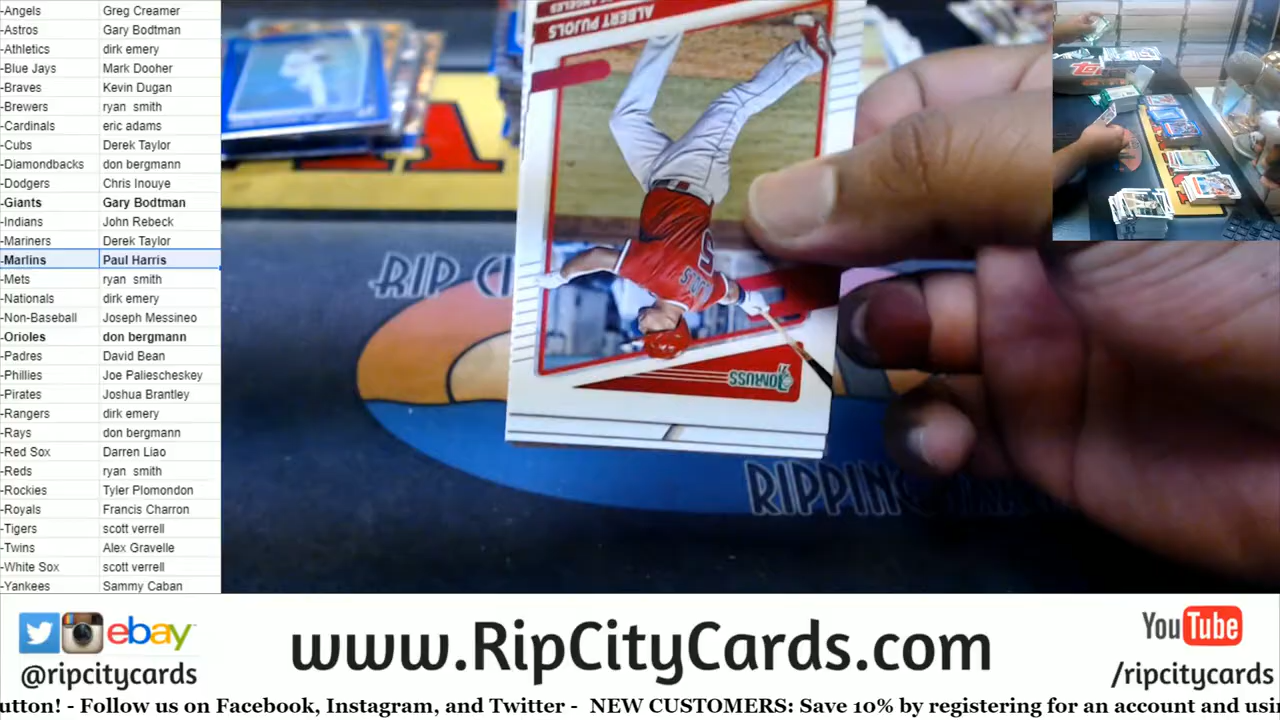 -Angels Greg Creamer
-Astros Gary Bodtman
-Athletics dirk emery
-Blue Jays Mark Dooher
-Braves Kevin Dugan
-Brewers ryan smith
-Cardinals eric adams
-Cubs Derek Taylor
-Diamondbacks don bergmann
-Dodgers Chris Inouye
-Giants Gary Bodtman
-Indians John Rebeck
-Mariners Derek Taylor
-Marlins Paul Harris
-Mets ryan smith
-Nationals dirk emery
-Non-Baseball Joseph Messineo
-Orioles don bergmann
-Padres David Bean
-Phillies Joe Paliescheskey
-Pirates Joshua Brantley
-Rangers dirk emery
-Rays don bergmann
-Red Sox Darren Liao
-Reds ryan smith
-Rockies Tyler Plomondon
-Royals Francis Charron
-Tigers scott verrell
-Twins Alex Gravelle
-White Sox scott verrell
-Yankees Sammy Caban
ALBERT PUJOLS
PUJOLS
5
DONRUSS
RIP
RIPPIN
ebay
@ripcitycards
www.RipCityCards.com
YouTube
/ripcitycards
utton! - Follow us on Facebook, Instagram, and Twitter - NEW CUSTOMERS: Save 10% by registering for an account and usi